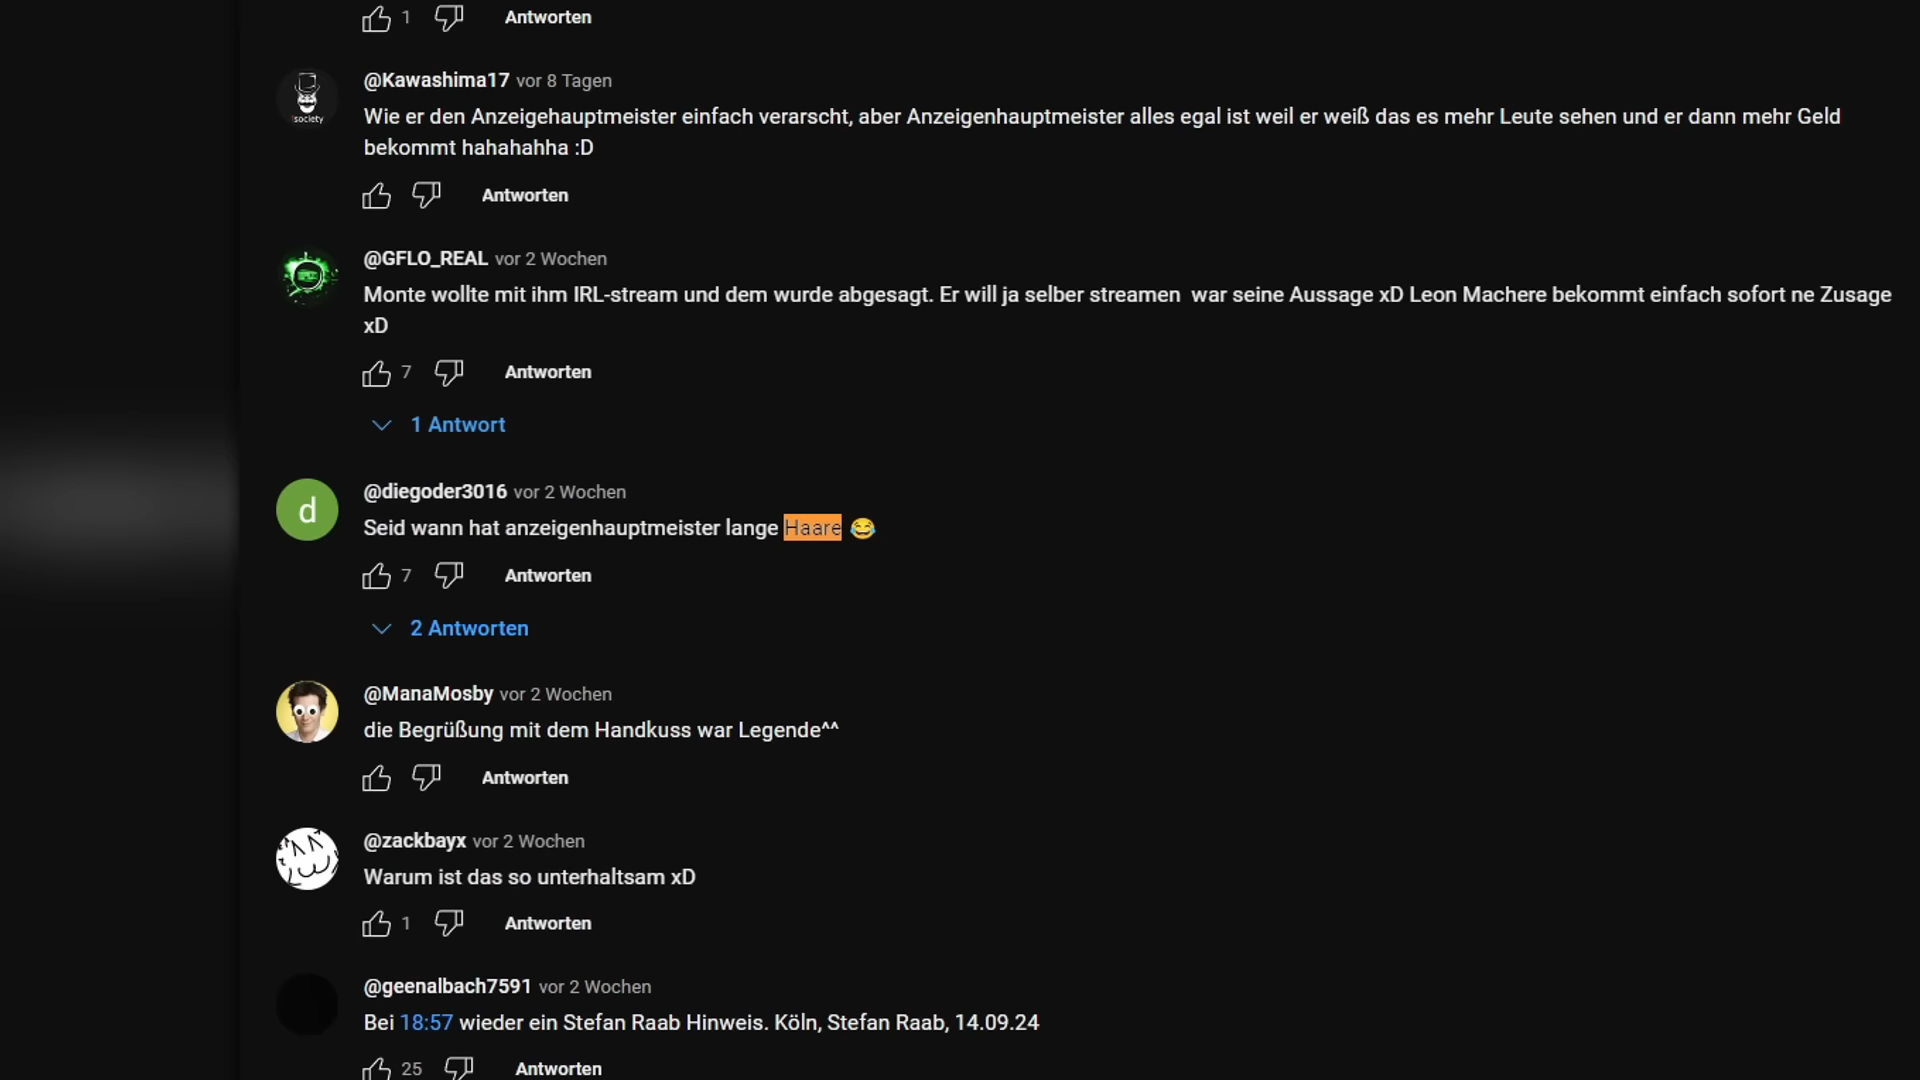 1 Antworten
@Kawashima17 vor 8 Tagen
Wie er den Anzeigehauptmeister einfach verarscht, aber Anzeigenhauptmeister alles egal ist weil er weiß das es mehr Leute sehen und er dann mehr Geld
bekommt hahahahha :D
society
Antworten
@GFLO_REAL vor 2 Wochen
Monte wollte mit ihm IRL-stream und dem wurde abgesagt. Er will ja selber streamen war seine Aussage xD Leon Machere bekommt einfach sofort ne Zusage
xD
7 Antworten
1 Antwort
d
@diegoder3016 vor 2 Wochen
Seid wann hat anzeigenhauptmeister lange Haare 😂
7 Antworten
2 Antworten
@ManaMosby vor 2 Wochen
die Begrüßung mit dem Handkuss war Legende^^
Antworten
@zackbayx vor 2 Wochen
Warum ist das so unterhaltsam xD
1 Antworten
@geenalbach7591 vor 2 Wochen
Bei 18:57 wieder ein Stefan Raab Hinweis. Köln, Stefan Raab, 14.09.24
25 Antworten